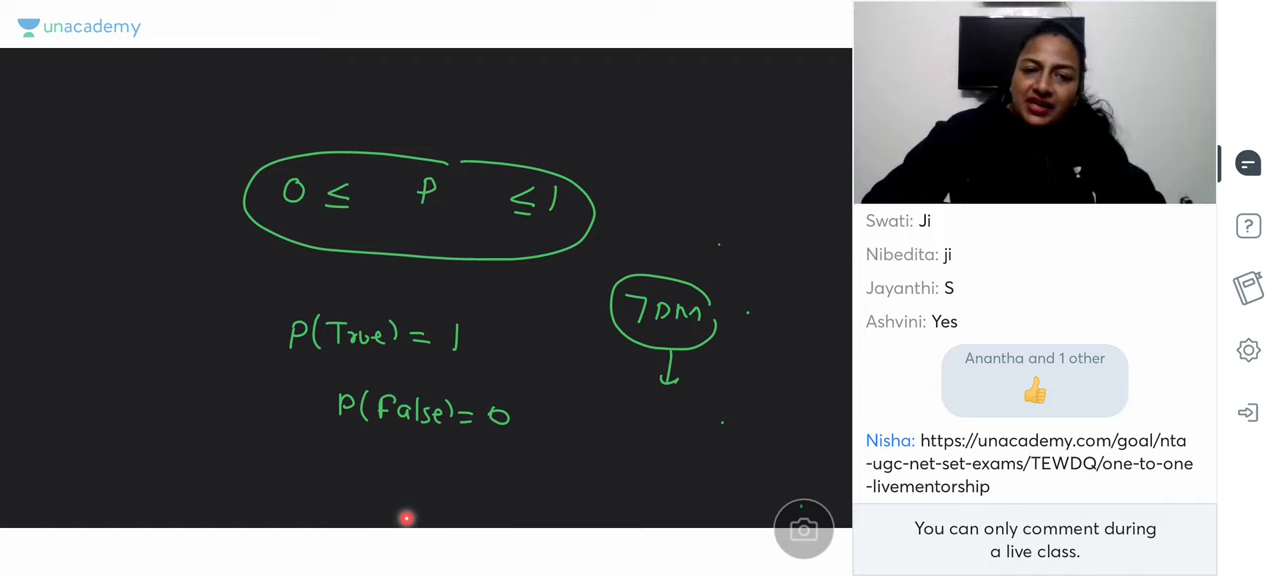 unacademy
0 ≤ P ≤ 1
P(True) = 1
P(False) = 0
Swati: Ji
Nibedita: ji
Jayanthi: S
Ashvini: Yes
Anantha and 1 other
👍
Nisha: https://unacademy.com/goal/nta
-ugc-net-set-exams/TEWDQ/one-to-one
-livementorship
You can only comment during
a live class.
?